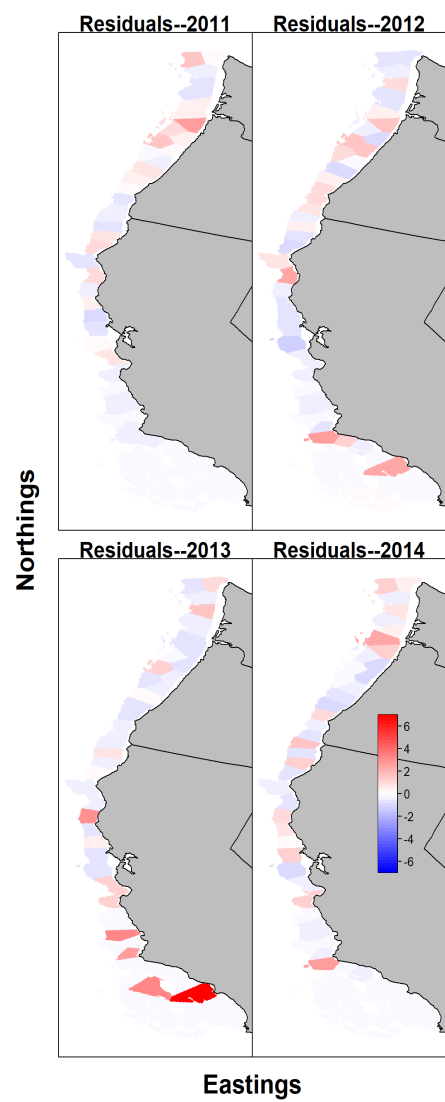 Residuals--2011
Residuals--2012
Northings
Residuals--2013
Residuals--2014
6
4
2
0
-2
-4
-6
Eastings